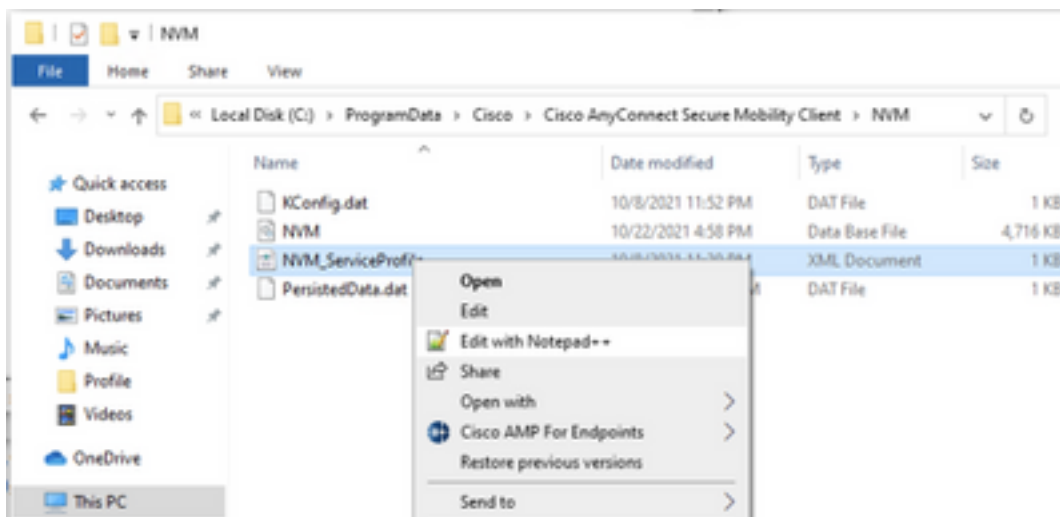 NVM
File Home Share View
« Local Disk (C:) › ProgramData › Cisco › Cisco AnyConnect Secure Mobility Client › NVM
Name Date modified Type Size
Quick access
Desktop
Downloads
Documents
Pictures
Music
Profile
Videos
OneDrive
This PC
KConfig.dat 10/8/2021 11:52 PM DAT File 1 KB
NVM 10/22/2021 4:58 PM Data Base File 4,716 KB
NVM_ServiceProfile XML Document 1 KB
PersistedData.dat DAT File 1 KB
Open
Edit
Edit with Notepad++
Share
Open with
Cisco AMP For Endpoints
Restore previous versions
Send to